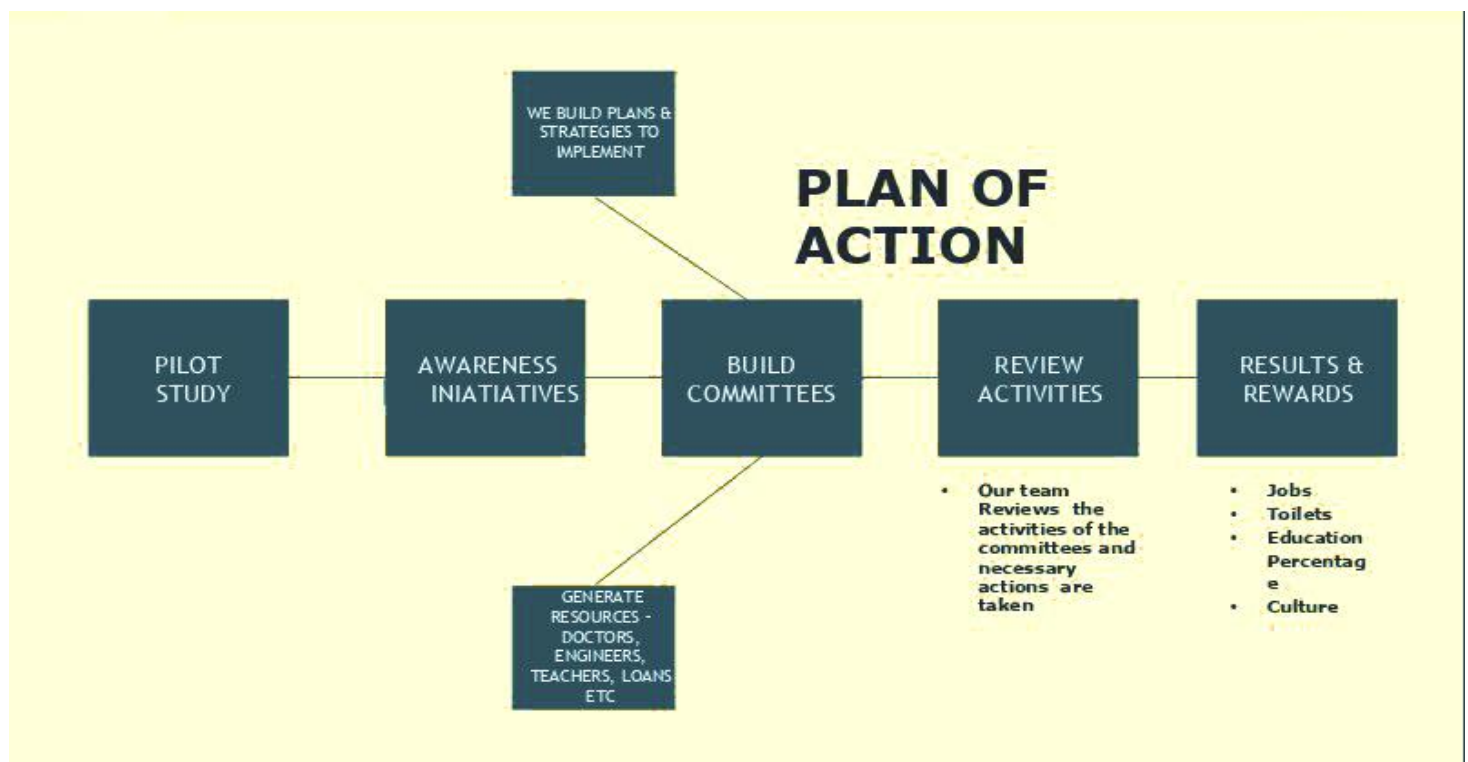 WE BUILD PLANS &
STRATEGIES TO
IMPLEMENT
PLAN OF
ACTION
PILOT
STUDY
AWARENESS
INIATIATIVES
BUILD
COMMITTEES
REVIEW
ACTIVITIES
RESULTS &
REWARDS
• Our team
Reviews the
activities of the
committees and
necessary
actions are
taken
• Jobs
• Toilets
• Education
Percentag
e
• Culture
GENERATE
RESOURCES -
DOCTORS,
ENGINEERS,
TEACHERS, LOANS
ETC